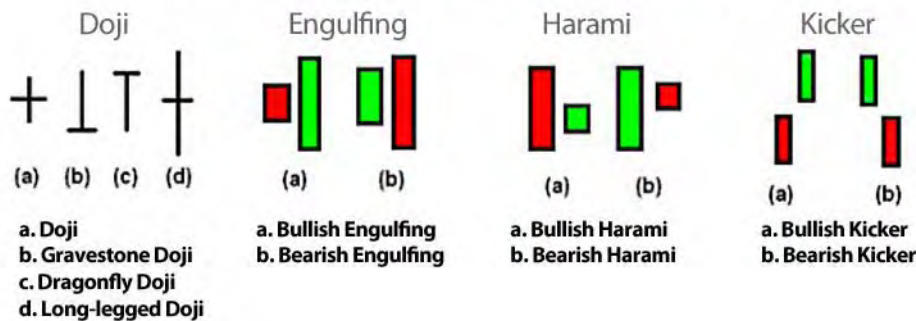 Doji
Engulfing
Harami
Kicker
(a) (b) (c) (d)
(a) (b)
(a) (b)
(a) (b)
a. Doji
b. Gravestone Doji
c. Dragonfly Doji
d. Long-legged Doji
a. Bullish Engulfing
b. Bearish Engulfing
a. Bullish Harami
b. Bearish Harami
a. Bullish Kicker
b. Bearish Kicker